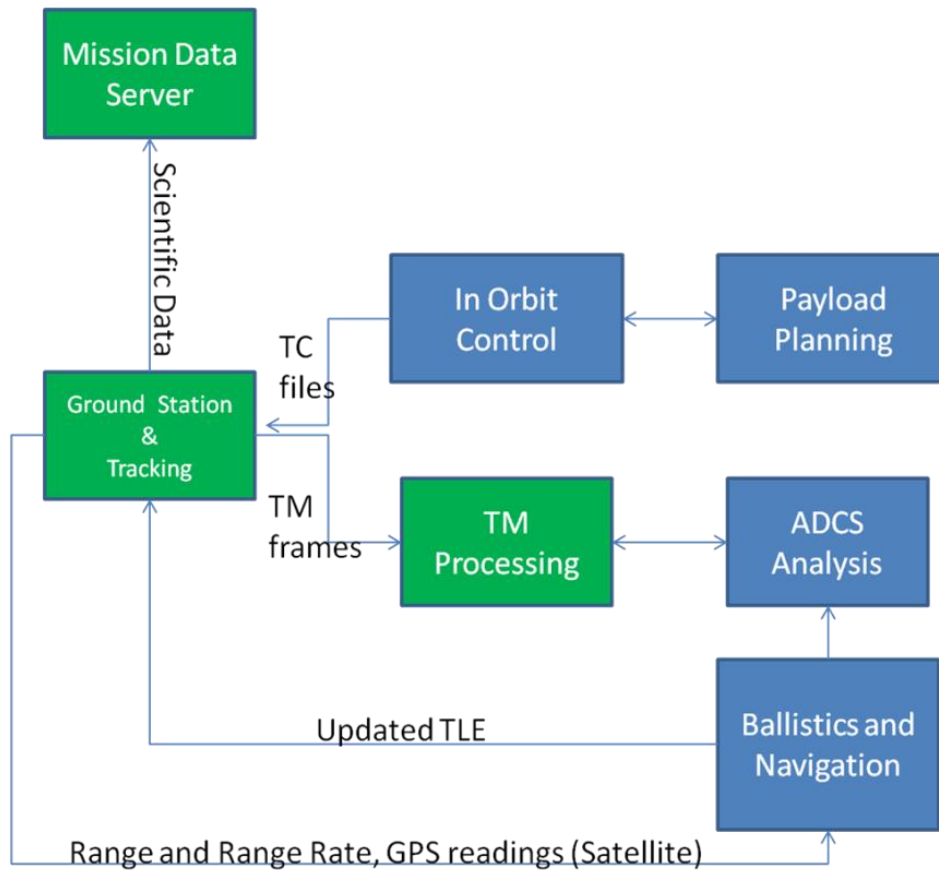 Mission Data
Server
Scientific Data
In Orbit
Control
Payload
Planning
TC
files
Ground Station
&
Tracking
TM
frames
TM
Processing
ADCS
Analysis
Updated TLE
Ballistics and
Navigation
Range and Range Rate, GPS readings (Satellite)